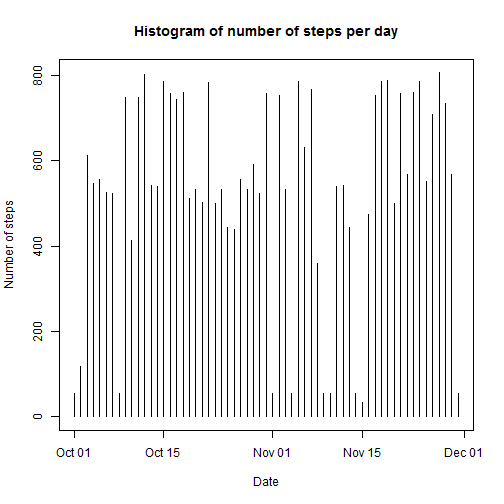 Histogram of number of steps per day
Number of steps
800
600
400
200
0
Oct 01
Oct 15
Nov 01
Nov 15
Dec 01
Date